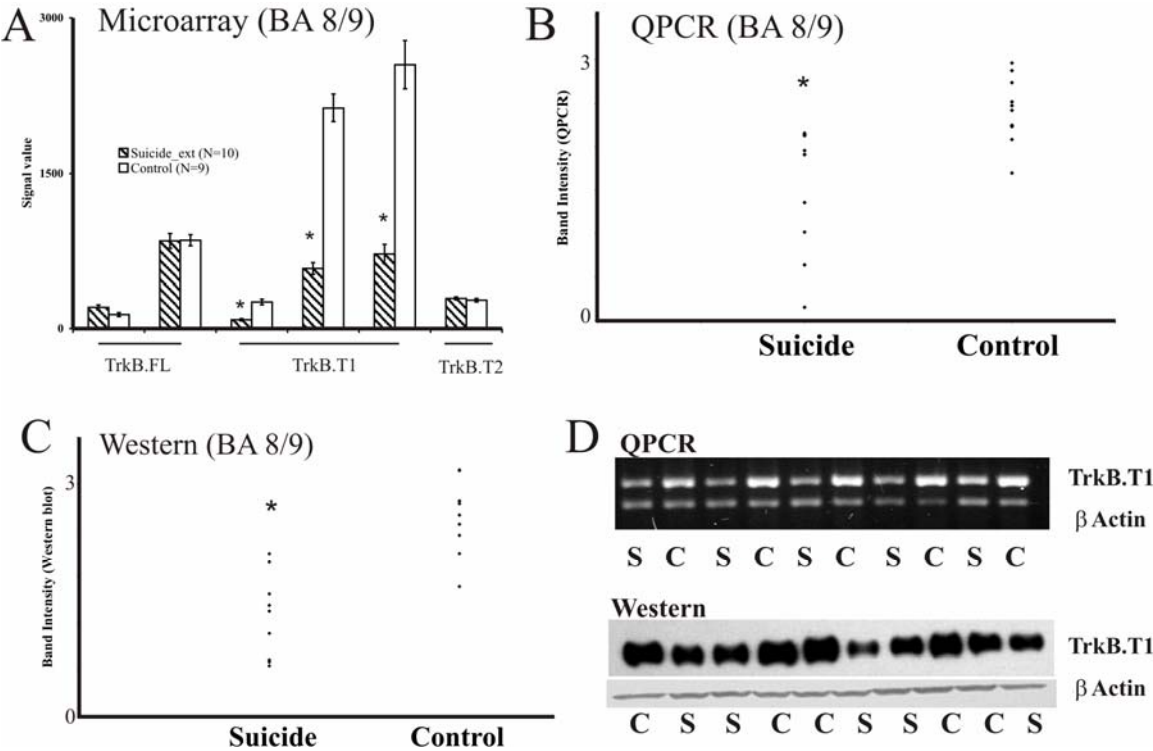 A Microarray (BA 8/9)
3000
1500
0
Signal value
Suicide_ext (N=10)
Control (N=9)
*
*
*
TrkB.FL TrkB.T1 TrkB.T2
B QPCR (BA 8/9)
3
0
Band Intensity (QPCR)
*
Suicide Control
C Western (BA 8/9)
3
0
Band Intensity (Western blot)
*
Suicide Control
D QPCR
TrkB.T1
β Actin
S C S C S C S C S C
Western
TrkB.T1
β Actin
C S S C C S S C C S